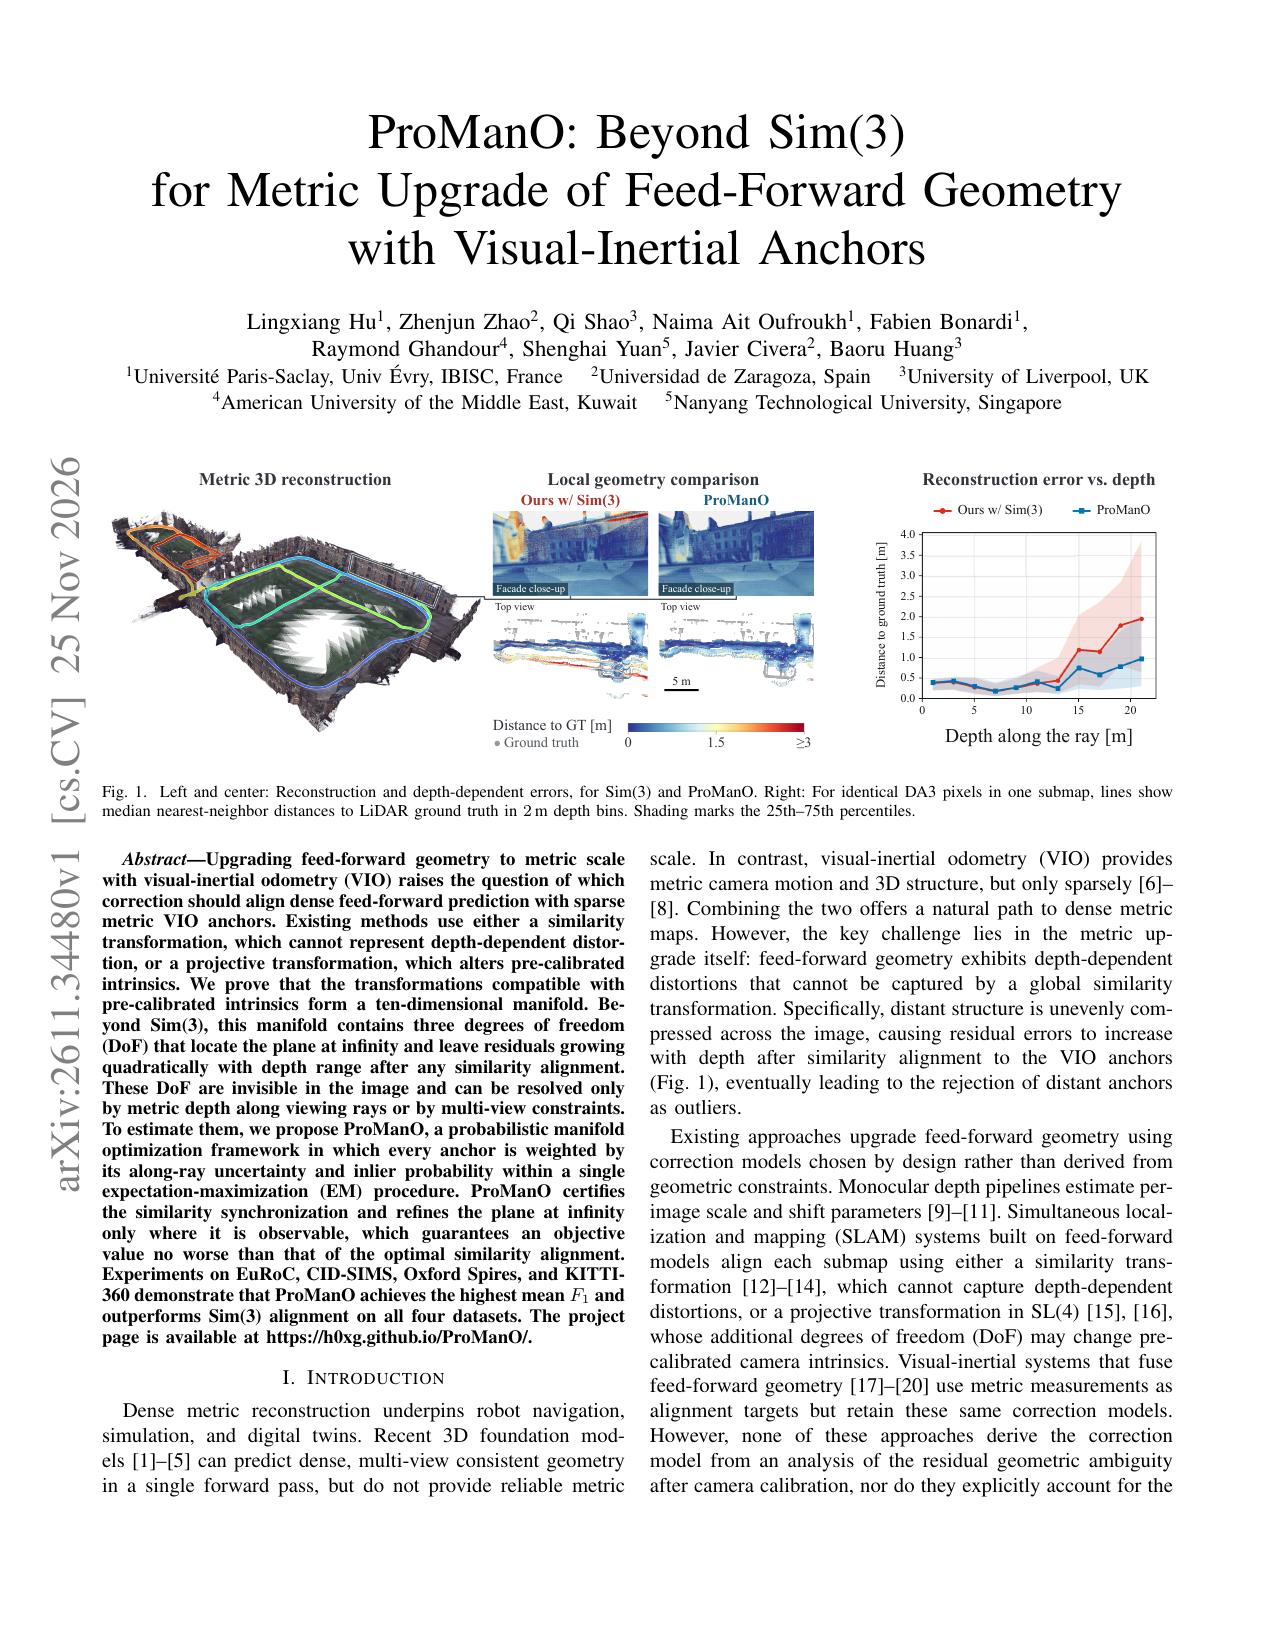 ProManO: Beyond Sim(3)
for Metric Upgrade of Feed-Forward Geometry
with Visual-Inertial Anchors
Lingxiang Hu1, Zhenjun Zhao2, Qi Shao3, Naima Ait Oufroukh1, Fabien Bonardi1,
Raymond Ghandour4, Shenghai Yuan5, Javier Civera2, Baoru Huang3
1Université Paris-Saclay, Univ Évry, IBISC, France 2Universidad de Zaragoza, Spain 3University of Liverpool, UK
4American University of the Middle East, Kuwait 5Nanyang Technological University, Singapore
arXiv:2611.34480v1 [cs.CV] 25 Nov 2026
Metric 3D reconstruction
Local geometry comparison
Ours w/ Sim(3) ProManO
Facade close-up Facade close-up
Top view Top view
5 m
Distance to GT [m]
Ground truth
0 1.5 ≥3
Reconstruction error vs. depth
Ours w/ Sim(3) ProManO
Distance to ground truth [m]
4.0
3.5
3.0
2.5
2.0
1.5
1.0
0.5
0.0
0 5 10 15 20
Depth along the ray [m]
Fig. 1. Left and center: Reconstruction and depth-dependent errors, for Sim(3) and ProManO. Right: For identical DA3 pixels in one submap, lines show
median nearest-neighbor distances to LiDAR ground truth in 2 m depth bins. Shading marks the 25th–75th percentiles.
Abstract—Upgrading feed-forward geometry to metric scale
with visual-inertial odometry (VIO) raises the question of which
correction should align dense feed-forward prediction with sparse
metric VIO anchors. Existing methods use either a similarity
transformation, which cannot represent depth-dependent distor-
tion, or a projective transformation, which alters pre-calibrated
intrinsics. We prove that the transformations compatible with
pre-calibrated intrinsics form a ten-dimensional manifold. Be-
yond Sim(3), this manifold contains three degrees of freedom
(DoF) that locate the plane at infinity and leave residuals growing
quadratically with depth range after any similarity alignment.
These DoF are invisible in the image and can be resolved only
by metric depth along viewing rays or by multi-view constraints.
To estimate them, we propose ProManO, a probabilistic manifold
optimization framework in which every anchor is weighted by
its along-ray uncertainty and inlier probability within a single
expectation-maximization (EM) procedure. ProManO certifies
the similarity synchronization and refines the plane at infinity
only where it is observable, which guarantees an objective
value no worse than that of the optimal similarity alignment.
Experiments on EuRoC, CID-SIMS, Oxford Spires, and KITTI-
360 demonstrate that ProManO achieves the highest mean F1 and
outperforms Sim(3) alignment on all four datasets. The project
page is available at https://h0xg.github.io/ProManO/.
I. INTRODUCTION
Dense metric reconstruction underpins robot navigation,
simulation, and digital twins. Recent 3D foundation mod-
els [1]–[5] can predict dense, multi-view consistent geometry
in a single forward pass, but do not provide reliable metric
scale. In contrast, visual-inertial odometry (VIO) provides
metric camera motion and 3D structure, but only sparsely [6]–
[8]. Combining the two offers a natural path to dense metric
maps. However, the key challenge lies in the metric up-
grade itself: feed-forward geometry exhibits depth-dependent
distortions that cannot be captured by a global similarity
transformation. Specifically, distant structure is unevenly com-
pressed across the image, causing residual errors to increase
with depth after similarity alignment to the VIO anchors
(Fig. 1), eventually leading to the rejection of distant anchors
as outliers.
Existing approaches upgrade feed-forward geometry using
correction models chosen by design rather than derived from
geometric constraints. Monocular depth pipelines estimate per-
image scale and shift parameters [9]–[11]. Simultaneous local-
ization and mapping (SLAM) systems built on feed-forward
models align each submap using either a similarity trans-
formation [12]–[14], which cannot capture depth-dependent
distortions, or a projective transformation in SL(4) [15], [16],
whose additional degrees of freedom (DoF) may change pre-
calibrated camera intrinsics. Visual-inertial systems that fuse
feed-forward geometry [17]–[20] use metric measurements as
alignment targets but retain these same correction models.
However, none of these approaches derive the correction
model from an analysis of the residual geometric ambiguity
after camera calibration, nor do they explicitly account for the